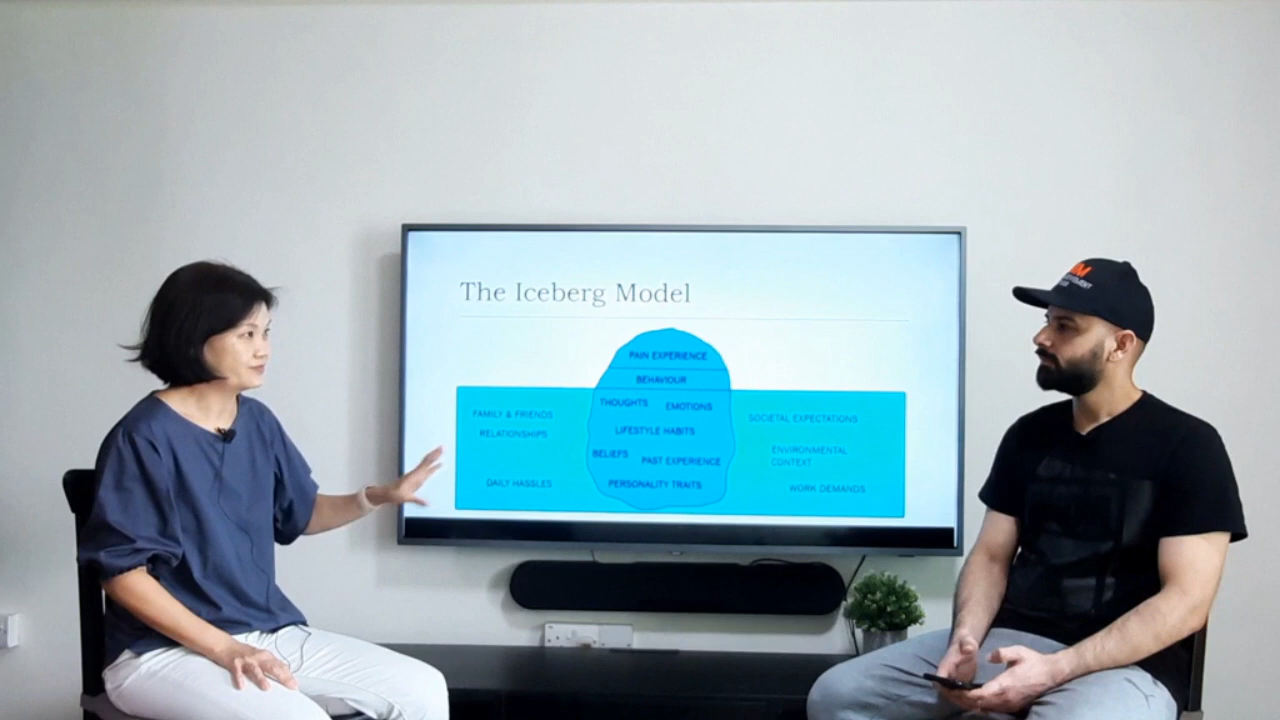 The Iceberg Model
PAIN EXPERIENCE
BEHAVIOUR
THOUGHTS EMOTIONS
LIFESTYLE HABITS
BELIEFS PAST EXPERIENCE
PERSONALITY TRAITS
FAMILY & FRIENDS
RELATIONSHIPS
DAILY HASSLES
SOCIETAL EXPECTATIONS
ENVIRONMENTAL
CONTEXT
WORK DEMANDS